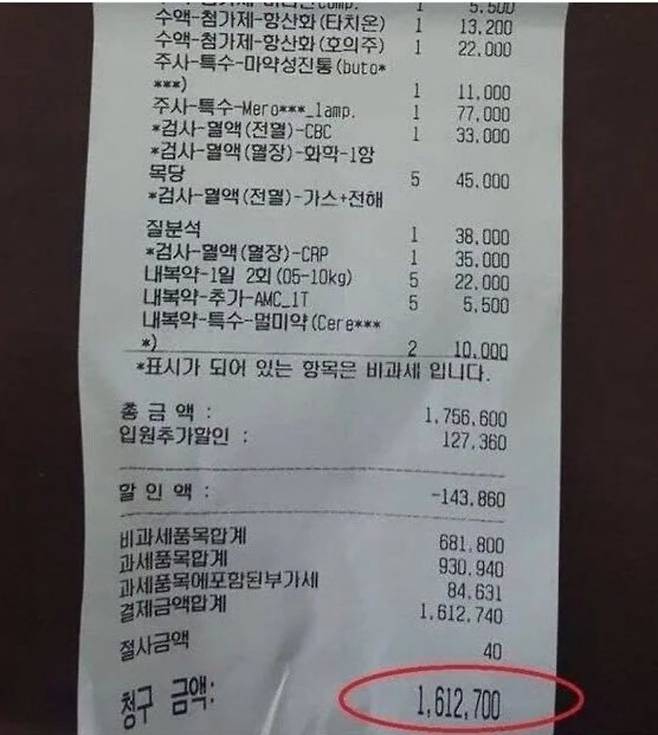 5,500
수액-첨가제-항산화(타치온) 1 13,200
수액-첨가제-항산화(호의주) 1 22,000
주사-특수-마약성진통(buto*
***) 1 11,000
주사-특수-Mero***_1amp. 1 77,000
*검사-혈액(전혈)-CBC 1 33,000
*검사-혈액(혈장)-화학-1항
목당 5 45,000
*검사-혈액(전혈)-가스+전해
질분석 1 38,000
*검사-혈액(혈장)-CRP 1 35,000
내복약-1일 2회(05-10kg) 5 22,000
내복약-추가-AMC_1T 5 5,500
내복약-특수-멀미약(Cere***
*) 2 10,000
*표시가 되어 있는 항목은 비과세 입니다.
총 금 액 : 1,756,600
입원추가할인 : 127,360
할 인 액 : -143,860
비과세품목합계 681,800
과세품목합계 930,940
과세품목에포함된부가세 84,631
결제금액합계 1,612,740
절사금액 40
청구 금액: 1,612,700